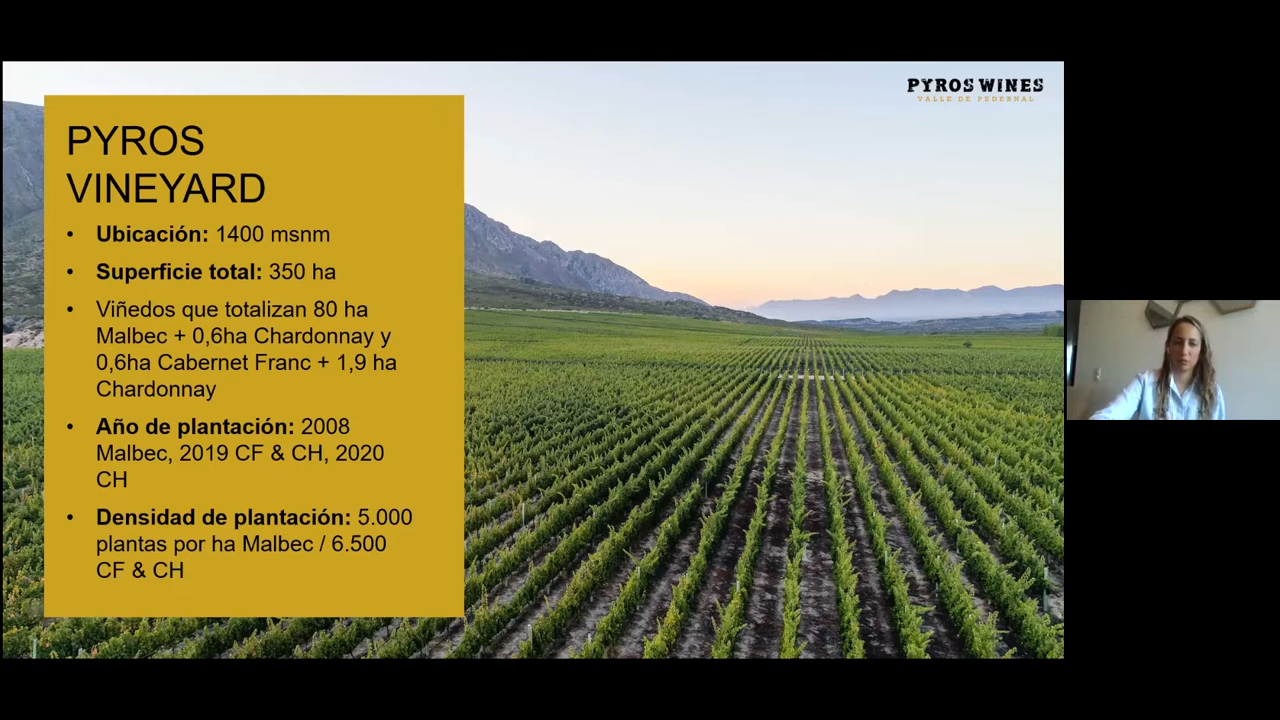 PYROS WINES
VALLE DE PEDERNAL
PYROS
VINEYARD
• Ubicación: 1400 msnm
• Superficie total: 350 ha
• Viñedos que totalizan 80 ha
Malbec + 0,6ha Chardonnay y
0,6ha Cabernet Franc + 1,9 ha
Chardonnay
• Año de plantación: 2008
Malbec, 2019 CF & CH, 2020
CH
• Densidad de plantación: 5.000
plantas por ha Malbec / 6.500
CF & CH